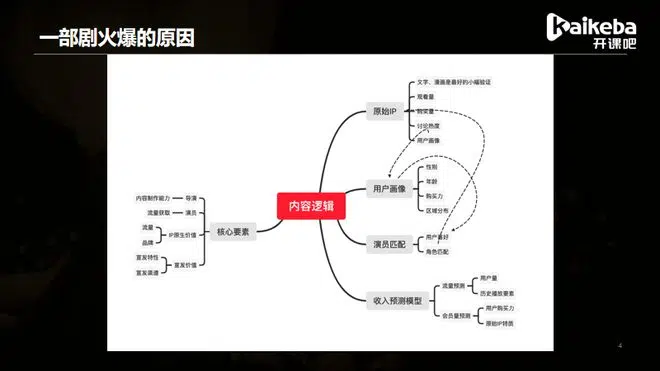 一部剧火爆的原因
Kaikeba
开课吧
文字、漫画是最好的小幅验证
观看量
原始IP
购买量
讨论热度
用户画像
性别
用户画像
年龄
购买力
区域分布
内容逻辑
内容制作能力
导演
流量获取
演员
流量
IP原生价值
品牌
核心要素
宣发特性
宣发价值
宣发渠道
演员匹配
用户喜好
角色匹配
收入预测模型
流量预测
用户量
历史播放要素
会员量预测
用户购买力
原始IP特质
4